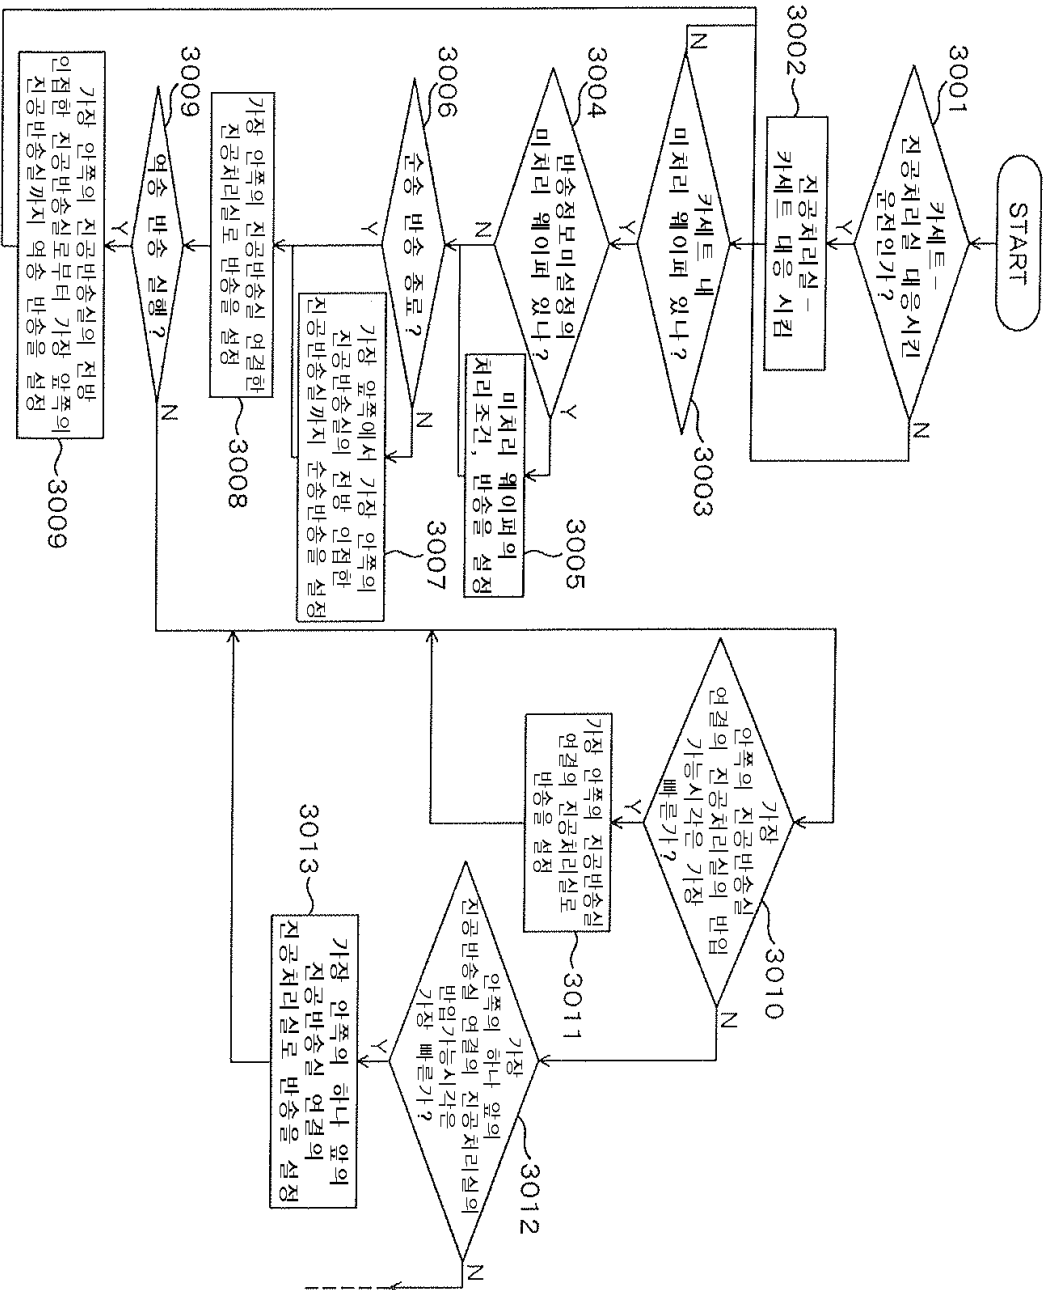 START
3001
카세트-
진공처리실 대응시킨
운전인가?
N
Y
3002
진공처리실-
카세트 대응 시킴
3003
카세트 내
미처리 웨이퍼 있나?
N
Y
3004
반송정보미설정의
미처리 웨이퍼 있나?
Y
N
3005
미처리 웨이퍼의
처리조건, 반송을 설정
3006
순송 반송 종료?
N
Y
3007
가장 앞쪽에서 가장 안쪽의
진공반송실의 전방 인접한
진공반송실까지 순송반송을 설정
3008
가장 안쪽의 진공반송실 연결한
진공처리실로 반송을 설정
3009
역송 반송 실행?
N
Y
3009
가장 안쪽의 진공반송실의 전방
인접한 진공반송실로부터 가장 앞쪽의
진공반송실까지 역송 반송을 설정
3010
가장
안쪽의 진공반송실
연결의 진공처리실의 반입
가능시각은 가장
빠른가?
N
Y
3011
가장 안쪽의 진공반송실
연결의 진공처리실로
반송을 설정
3012
가장
안쪽의 하나 앞의
진공반송실 연결의 진공처리실의
반입가능시각은
가장 빠른가?
N
Y
3013
가장 안쪽의 하나 앞의
진공반송실 연결의
진공처리실로 반송을 설정